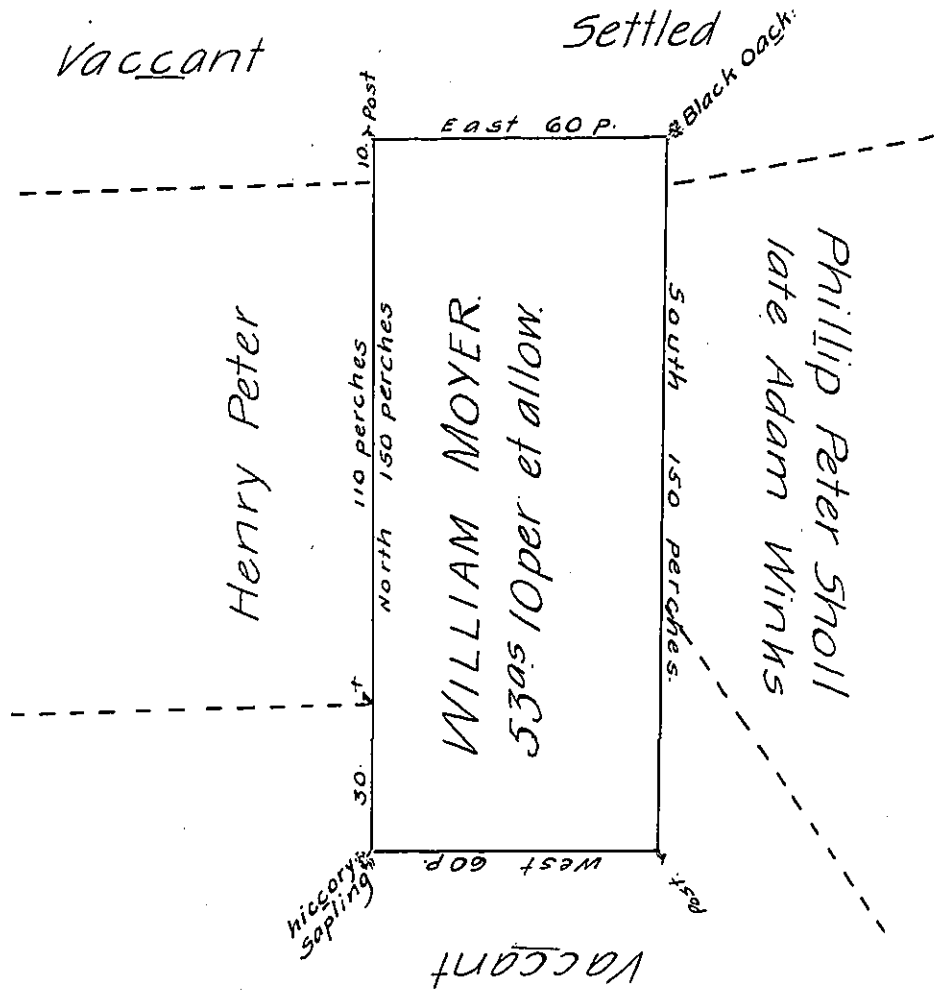 Vaccant
Settled
Post
Black Oack:
East 60 p.
10.
Henry Peter
110 perches
North 150 perches
WILLIAM MOYER.
53as 10per et allow.
South 150 perches.
Phillip Peter Sholl
late Adam Winks
30.
hiccory
Sapling
West 60 p.
Post.
Vaccant